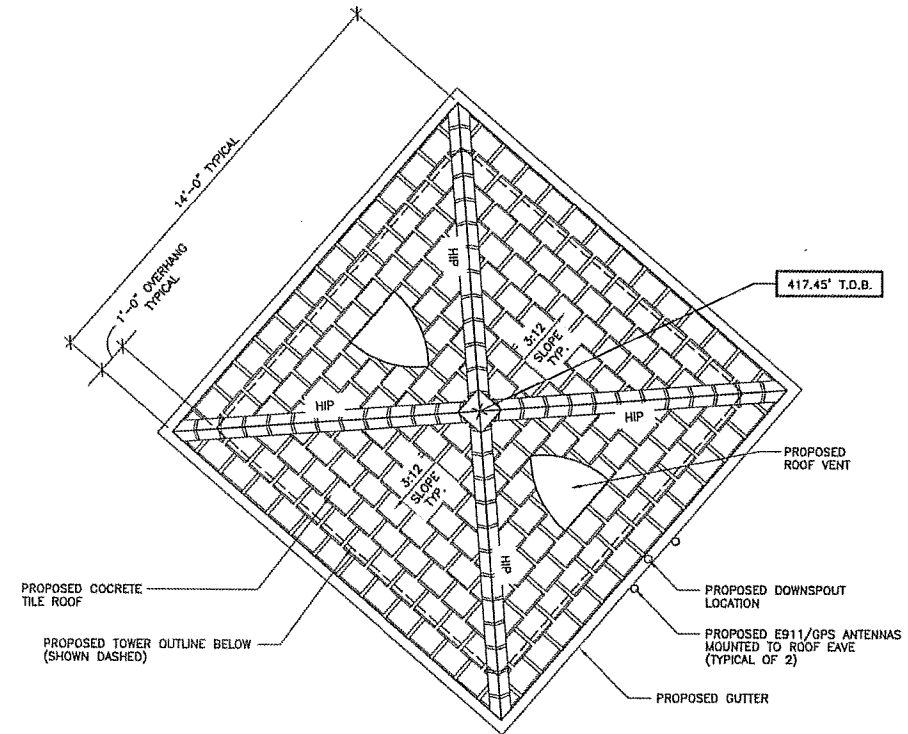 14'-0" TYPICAL
1'-0" OVERHANG
TYPICAL
HIP
417.45' T.O.B.
3:12
SLOPE
TYP.
HIP
HIP
3:12
SLOPE
TYP.
HIP
PROPOSED
ROOF VENT
PROPOSED COCRETE
TILE ROOF
PROPOSED DOWNSPOUT
LOCATION
PROPOSED TOWER OUTLINE BELOW
(SHOWN DASHED)
PROPOSED E911/GPS ANTENNAS
MOUNTED TO ROOF EAVE
(TYPICAL OF 2)
PROPOSED GUTTER